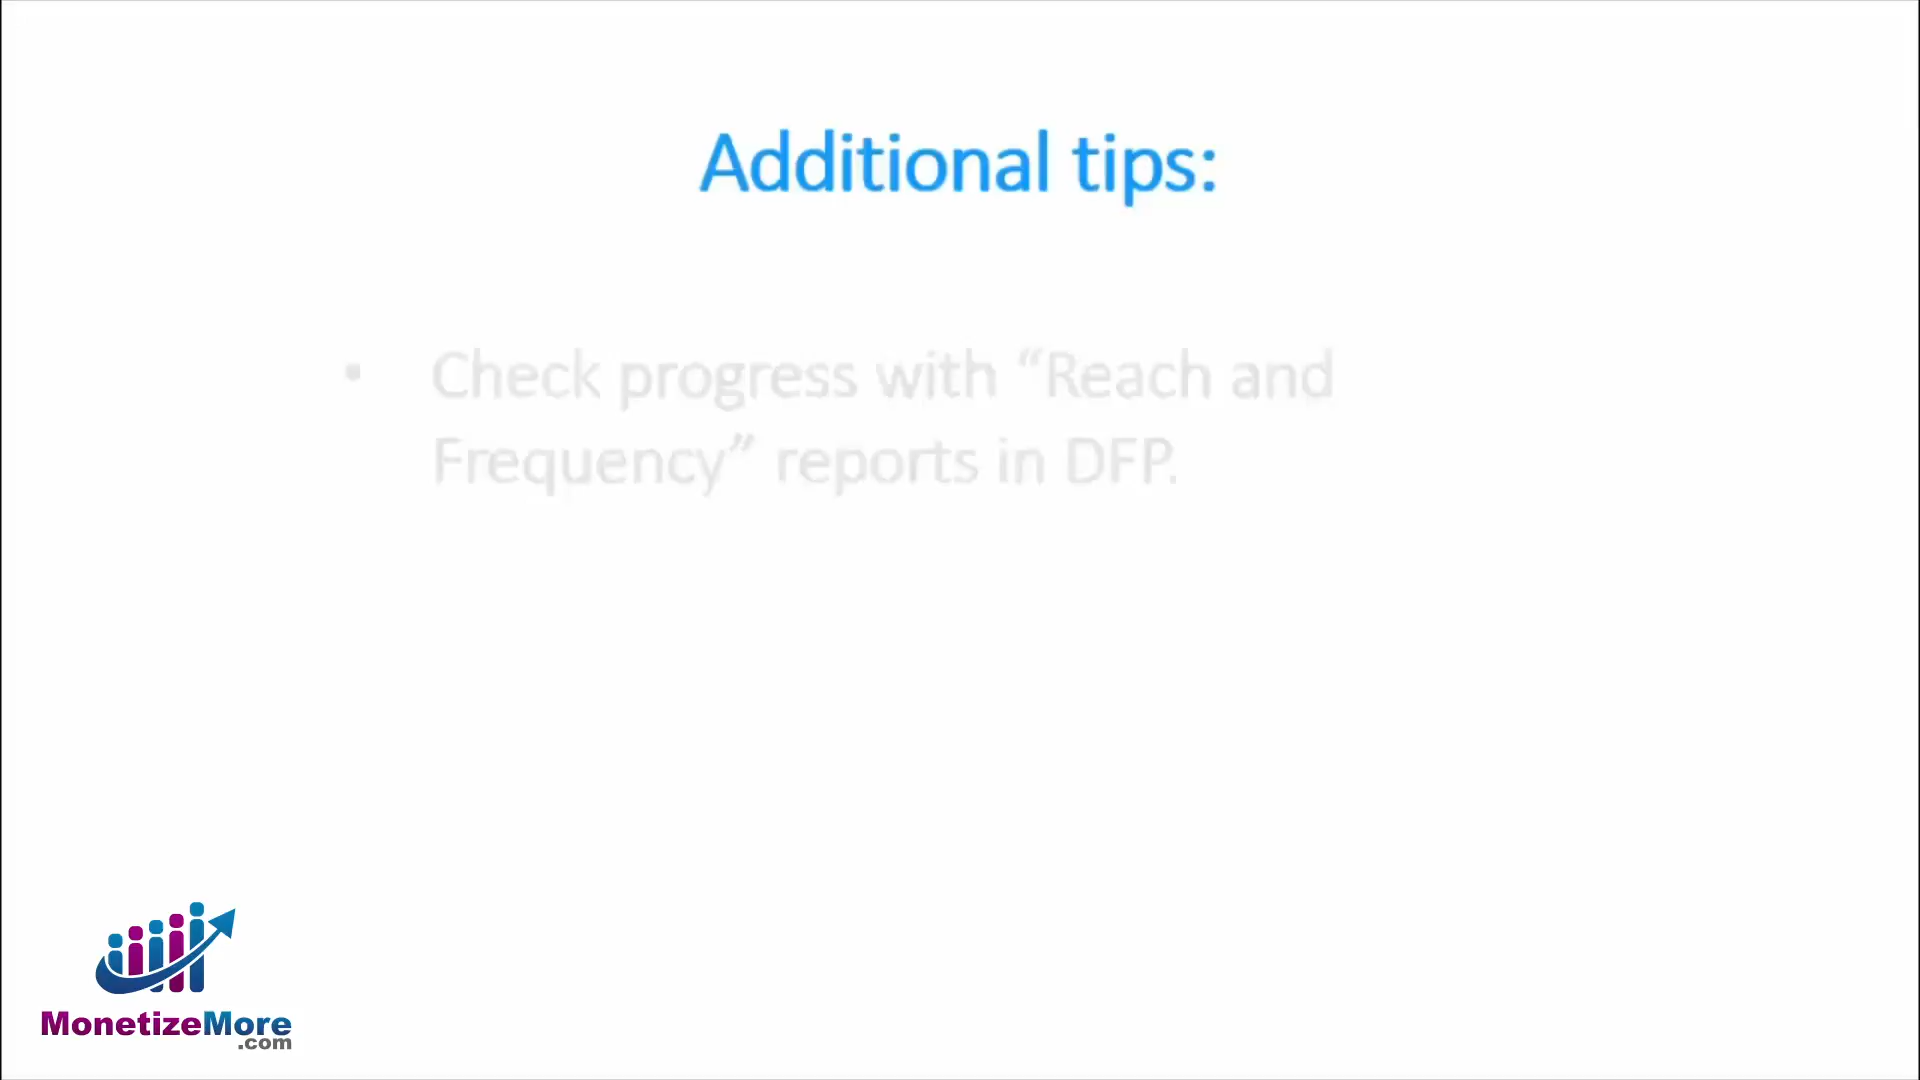 Additional tips:
• Check progress with “Reach and
Frequency” reports in DFP.
MonetizeMore
.com